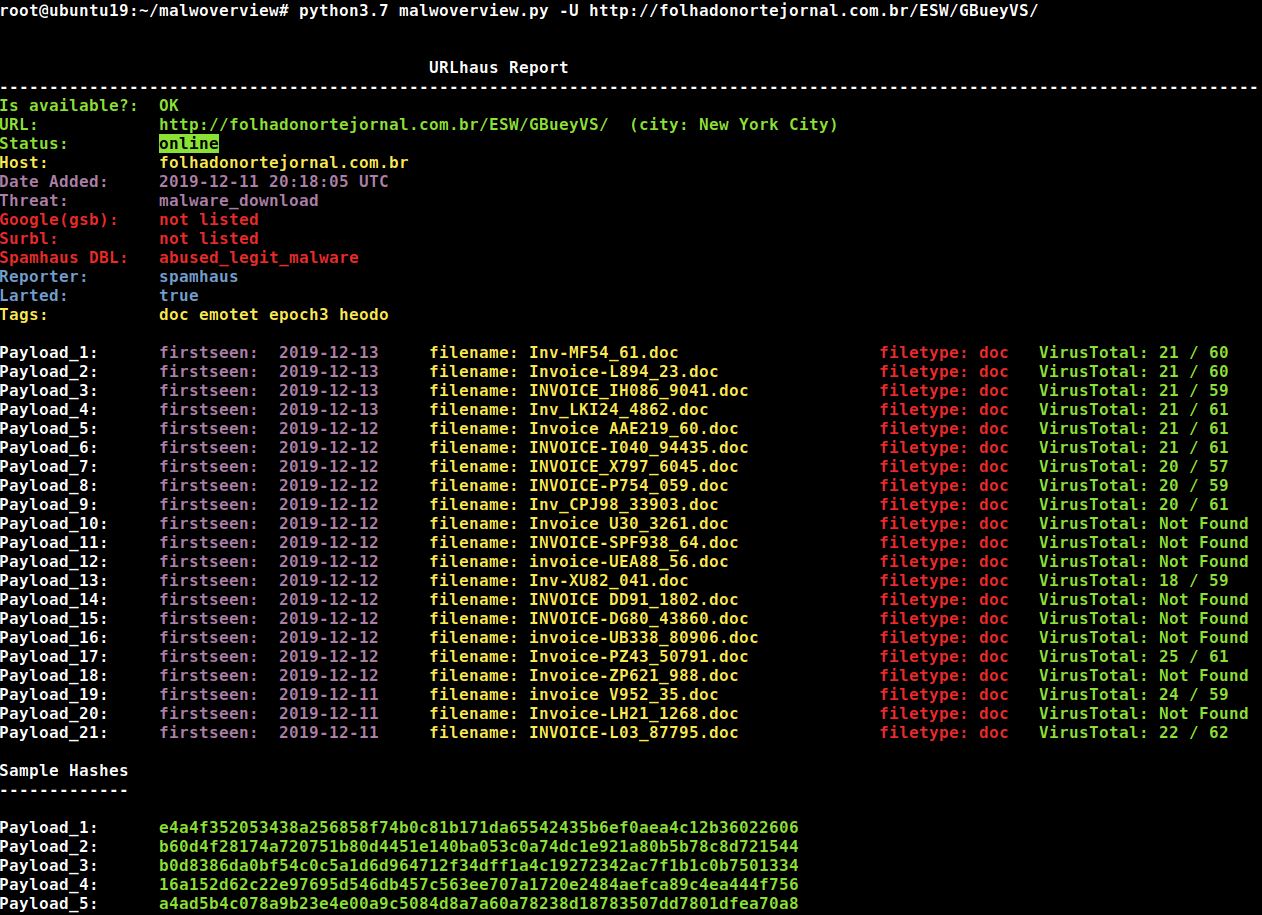 root@ubuntu19:~/malwoverview# python3.7 malwoverview.py -U http://folhadonortejornal.com.br/ESW/GBueyVS/
URLhaus Report
------------------------------------------------------------------------------------------------------------------------------
Is available?: OK
URL: http://folhadonortejornal.com.br/ESW/GBueyVS/ (city: New York City)
Status: online
Host: folhadonortejornal.com.br
Date Added: 2019-12-11 20:18:05 UTC
Threat: malware_download
Google(gsb): not listed
Surbl: not listed
Spamhaus DBL: abused_legit_malware
Reporter: spamhaus
Larted: true
Tags: doc emotet epoch3 heodo
Payload_1: firstseen: 2019-12-13 filename: Inv-MF54_61.doc filetype: doc VirusTotal: 21 / 60
Payload_2: firstseen: 2019-12-13 filename: Invoice-L894_23.doc filetype: doc VirusTotal: 21 / 60
Payload_3: firstseen: 2019-12-13 filename: INVOICE_IH086_9041.doc filetype: doc VirusTotal: 21 / 59
Payload_4: firstseen: 2019-12-13 filename: Inv_LKI24_4862.doc filetype: doc VirusTotal: 21 / 61
Payload_5: firstseen: 2019-12-12 filename: Invoice AAE219_60.doc filetype: doc VirusTotal: 21 / 61
Payload_6: firstseen: 2019-12-12 filename: INVOICE-I040_94435.doc filetype: doc VirusTotal: 21 / 61
Payload_7: firstseen: 2019-12-12 filename: INVOICE_X797_6045.doc filetype: doc VirusTotal: 20 / 57
Payload_8: firstseen: 2019-12-12 filename: INVOICE-P754_059.doc filetype: doc VirusTotal: 20 / 59
Payload_9: firstseen: 2019-12-12 filename: Inv_CPJ98_33903.doc filetype: doc VirusTotal: 20 / 61
Payload_10: firstseen: 2019-12-12 filename: Invoice U30_3261.doc filetype: doc VirusTotal: Not Found
Payload_11: firstseen: 2019-12-12 filename: INVOICE-SPF938_64.doc filetype: doc VirusTotal: Not Found
Payload_12: firstseen: 2019-12-12 filename: invoice-UEA88_56.doc filetype: doc VirusTotal: Not Found
Payload_13: firstseen: 2019-12-12 filename: Inv-XU82_041.doc filetype: doc VirusTotal: 18 / 59
Payload_14: firstseen: 2019-12-12 filename: INVOICE DD91_1802.doc filetype: doc VirusTotal: Not Found
Payload_15: firstseen: 2019-12-12 filename: INVOICE-DG80_43860.doc filetype: doc VirusTotal: Not Found
Payload_16: firstseen: 2019-12-12 filename: invoice-UB338_80906.doc filetype: doc VirusTotal: Not Found
Payload_17: firstseen: 2019-12-12 filename: Invoice-PZ43_50791.doc filetype: doc VirusTotal: 25 / 61
Payload_18: firstseen: 2019-12-12 filename: Invoice-ZP621_988.doc filetype: doc VirusTotal: Not Found
Payload_19: firstseen: 2019-12-11 filename: invoice V952_35.doc filetype: doc VirusTotal: 24 / 59
Payload_20: firstseen: 2019-12-11 filename: Invoice-LH21_1268.doc filetype: doc VirusTotal: Not Found
Payload_21: firstseen: 2019-12-11 filename: INVOICE-L03_87795.doc filetype: doc VirusTotal: 22 / 62
Sample Hashes
-------------
Payload_1: e4a4f352053438a256858f74b0c81b171da65542435b6ef0aea4c12b36022606
Payload_2: b60d4f28174a720751b80d4451e140ba053c0a74dc1e921a80b5b78c8d721544
Payload_3: b0d8386da0bf54c0c5a1d6d964712f34dff1a4c19272342ac7f1b1c0b7501334
Payload_4: 16a152d62c22e97695d546db457c563ee707a1720e2484aefca89c4ea444f756
Payload_5: a4ad5b4c078a9b23e4e00a9c5084d8a7a60a78238d18783507dd7801dfea70a8